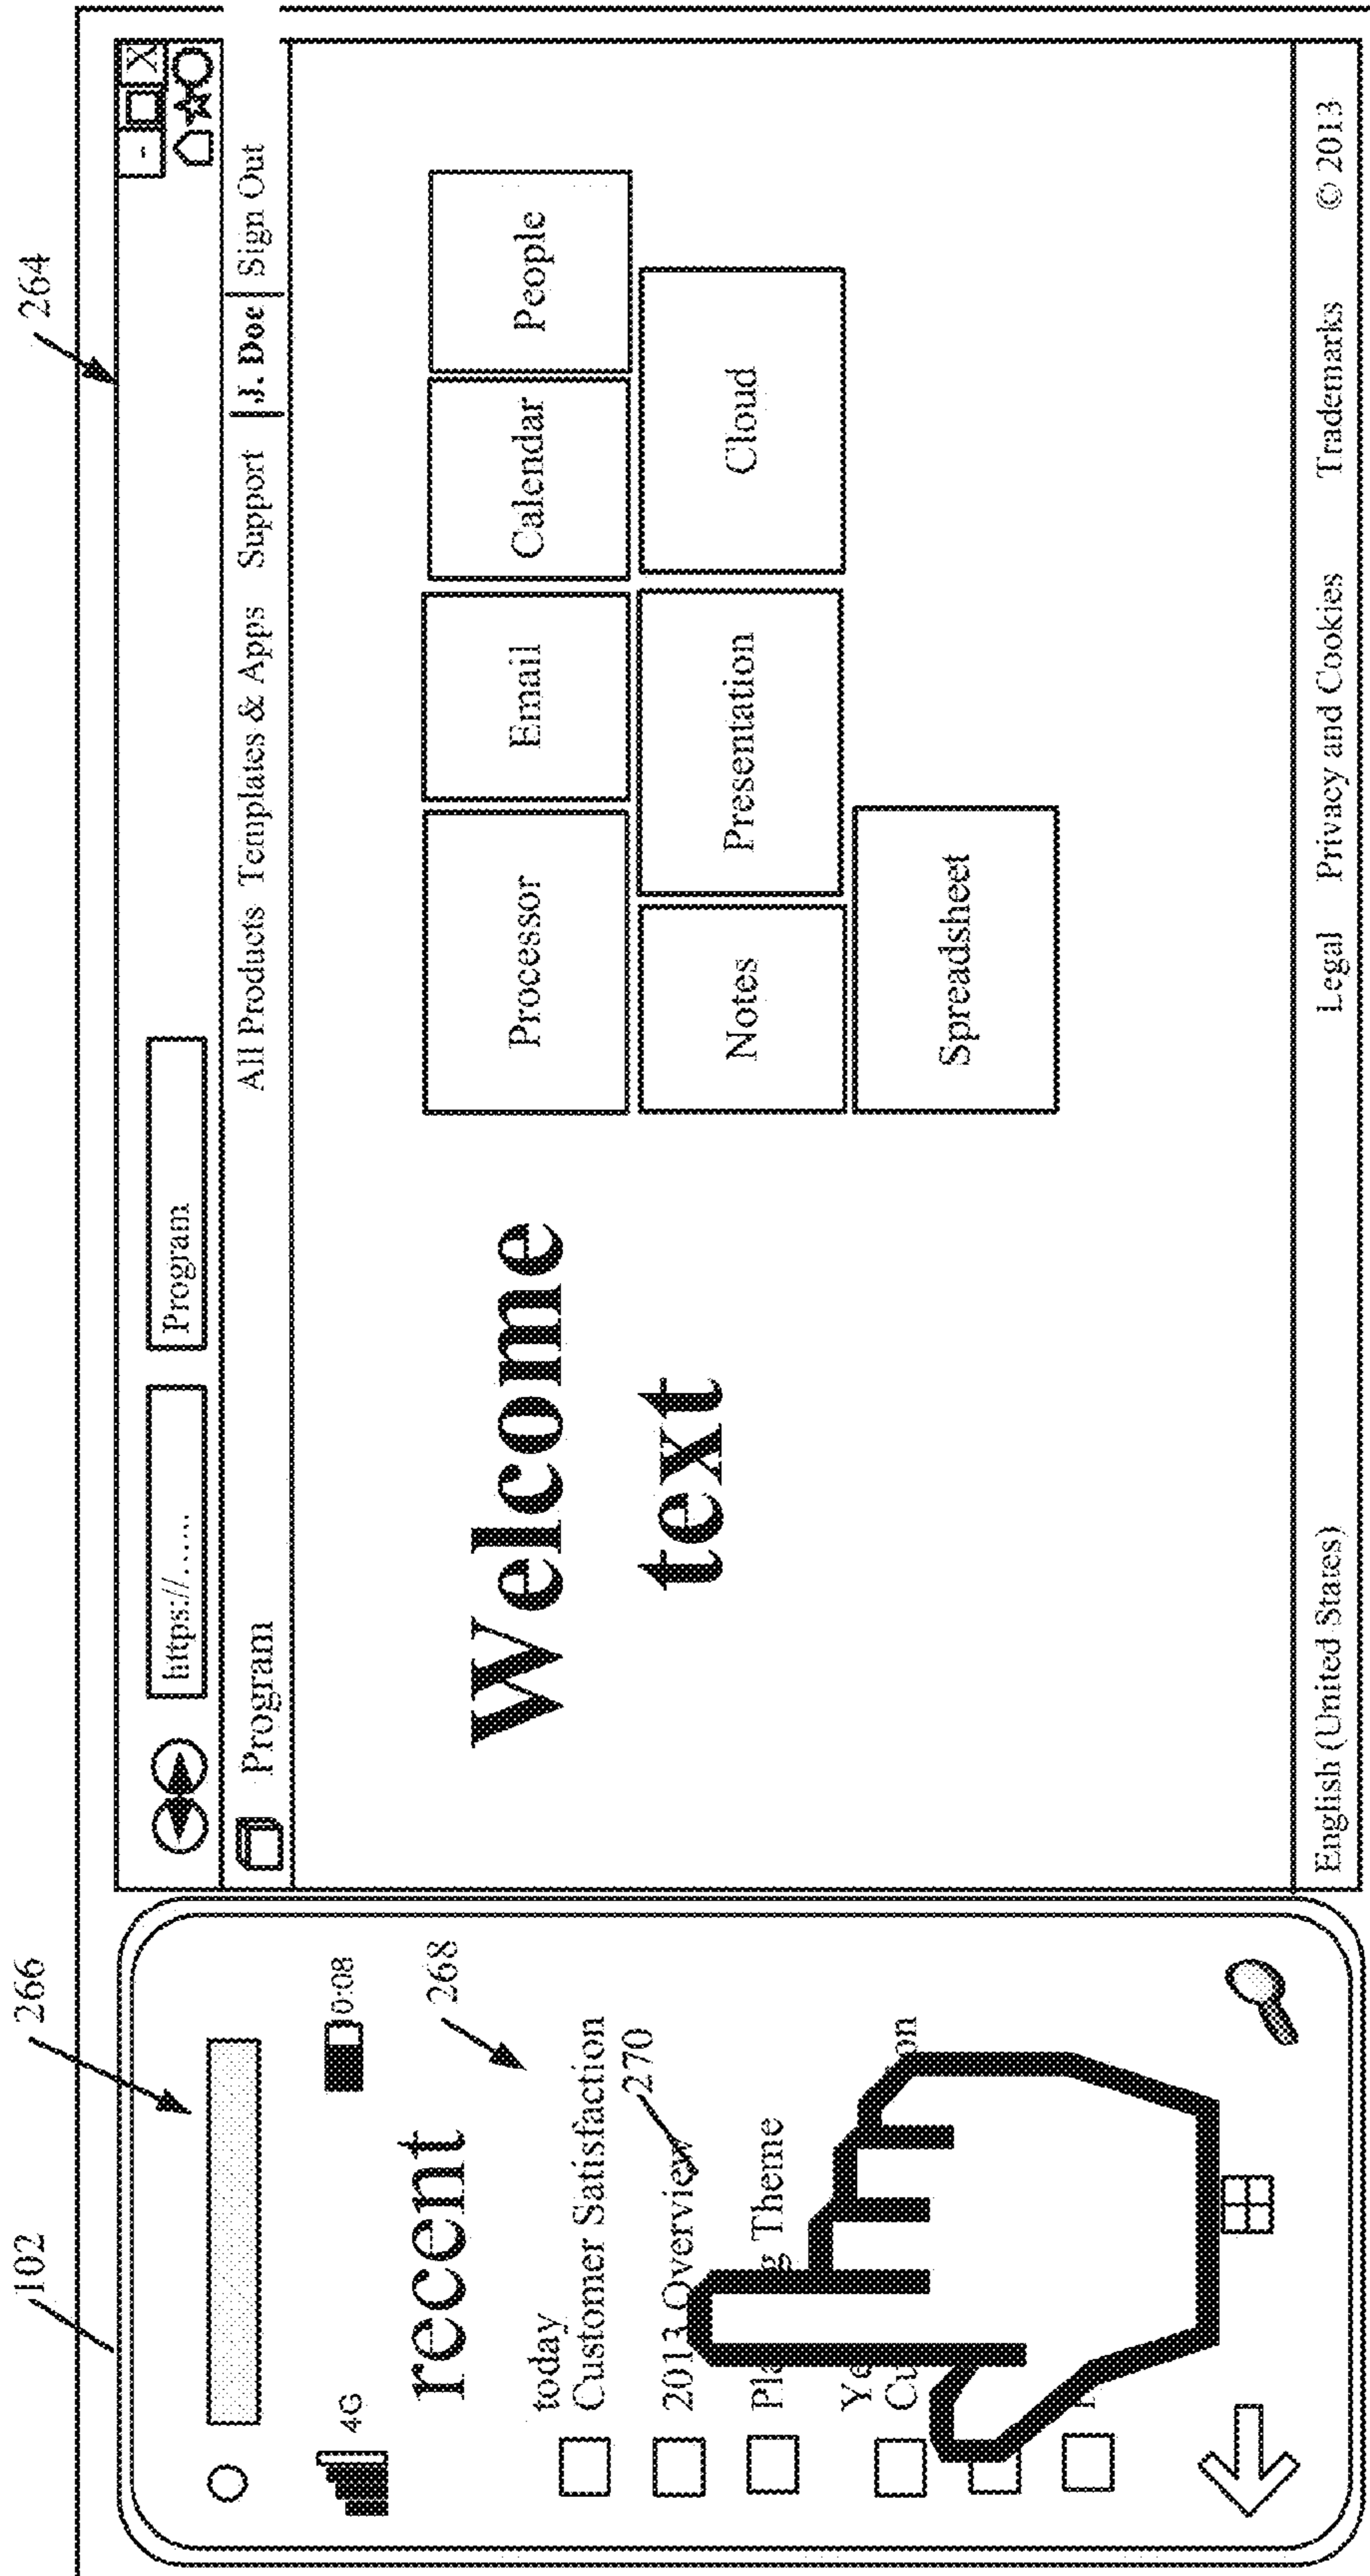 102
266
264
4G
0:08
recent
268
today
Customer Satisfaction
270
2013 Overview
Theme
https://......
Program
- X
Program
All Products Templates & Apps Support J. Doe Sign Out
Welcome
text
Processor
Email
Calendar
People
Notes
Presentation
Cloud
Spreadsheet
English (United States)
Legal
Privacy and Cookies
Trademarks
© 2013